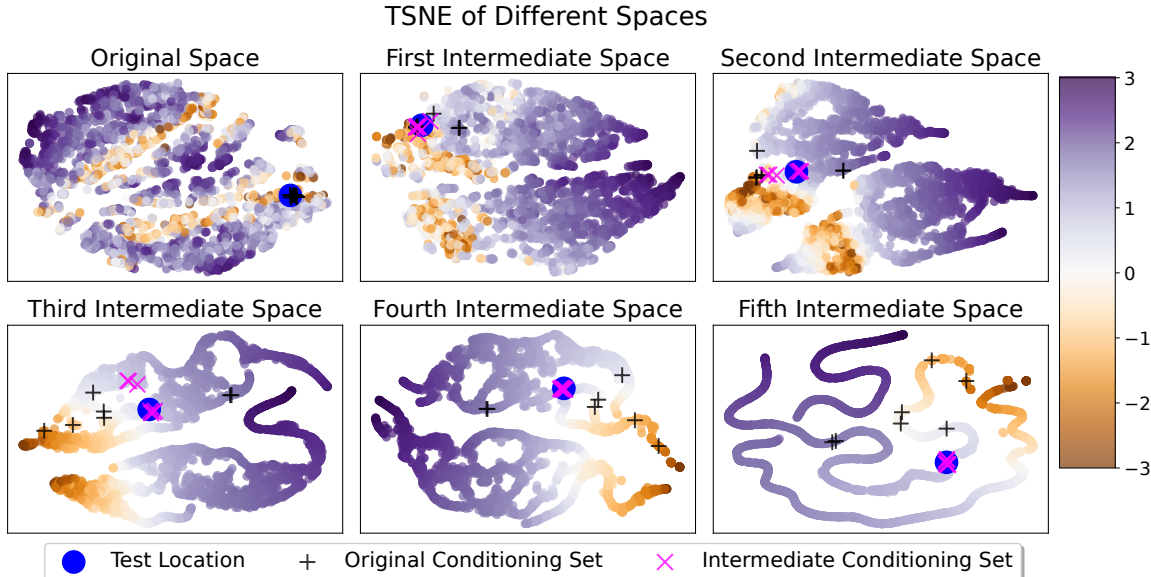 TSNE of Different Spaces
Original Space
First Intermediate Space
Second Intermediate Space
Third Intermediate Space
Fourth Intermediate Space
Fifth Intermediate Space
3
2
1
0
−1
−2
−3
Test Location
Original Conditioning Set
Intermediate Conditioning Set